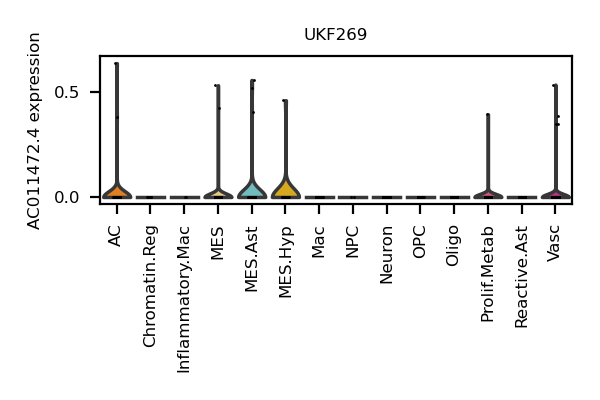 UKF269
AC011472.4 expression
0.5
0.0
AC
Chromatin.Reg
Inflammatory.Mac
MES
MES.Ast
MES.Hyp
Mac
NPC
Neuron
OPC
Oligo
Prolif.Metab
Reactive.Ast
Vasc